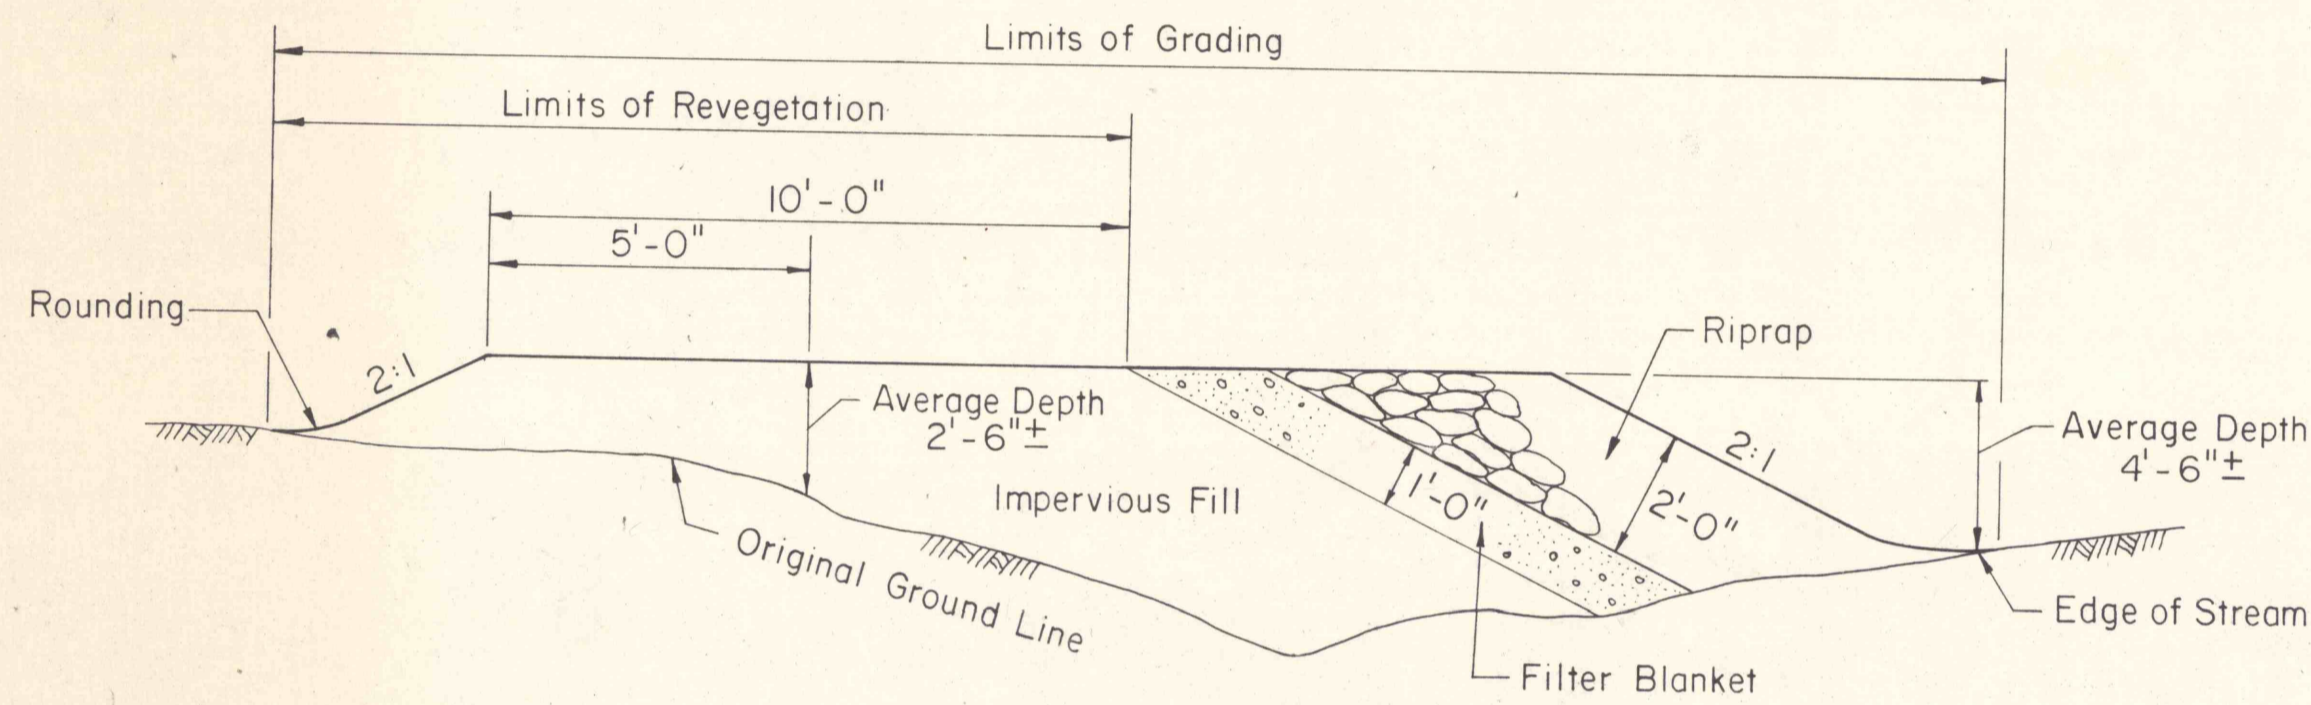 Limits of Grading
Limits of Revegetation
10'-0"
5'-0"
Rounding
2:1
Riprap
Average Depth
2'-6"±
2:1
Average Depth
4'-6"±
Impervious Fill
1'-0"
2'-0"
Original Ground Line
Edge of Stream
Filter Blanket